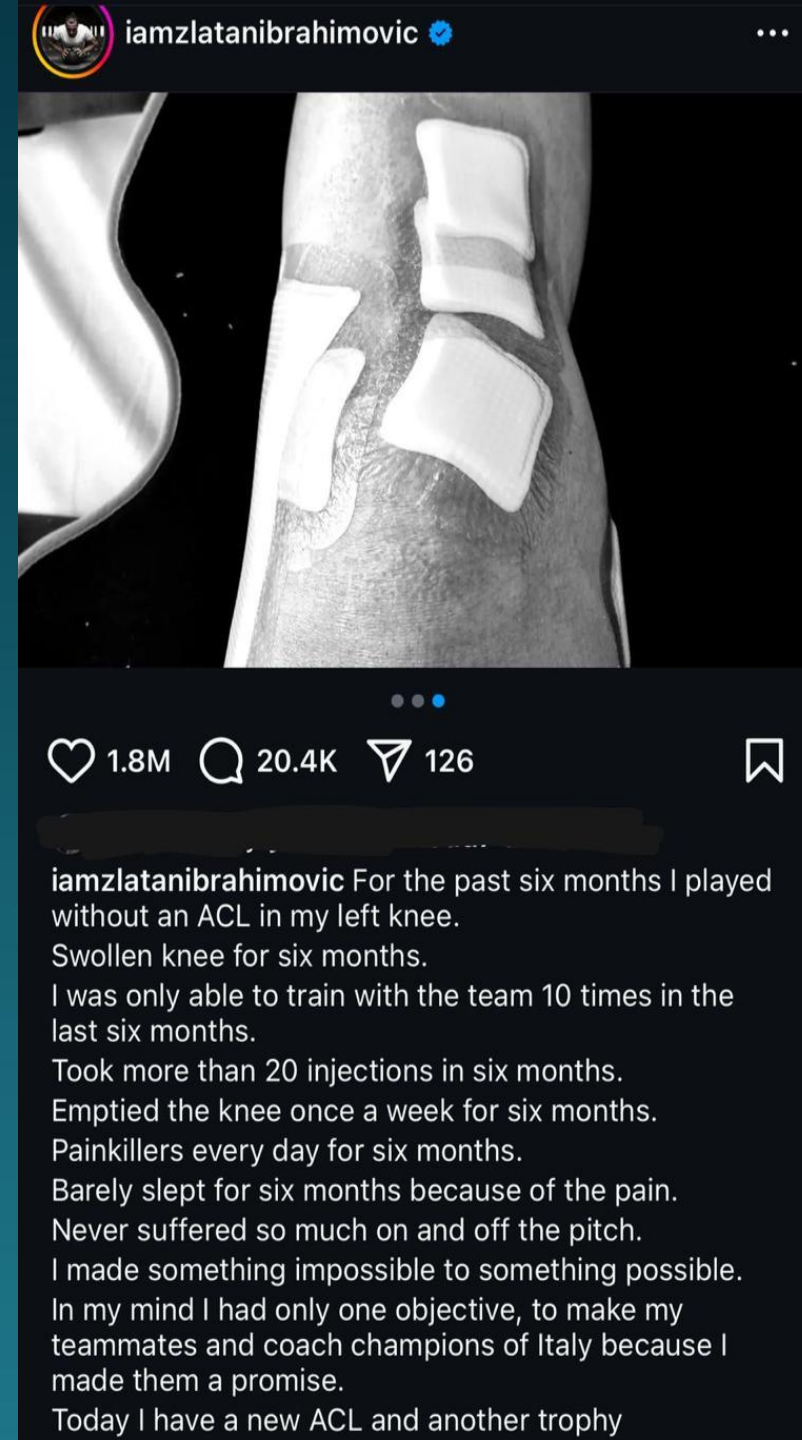 iamzlatanibrahimovic
1.8M 20.4K 126
iamzlatanibrahimovic For the past six months I played
without an ACL in my left knee.
Swollen knee for six months.
I was only able to train with the team 10 times in the
last six months.
Took more than 20 injections in six months.
Emptied the knee once a week for six months.
Painkillers every day for six months.
Barely slept for six months because of the pain.
Never suffered so much on and off the pitch.
I made something impossible to something possible.
In my mind I had only one objective, to make my
teammates and coach champions of Italy because I
made them a promise.
Today I have a new ACL and another trophy